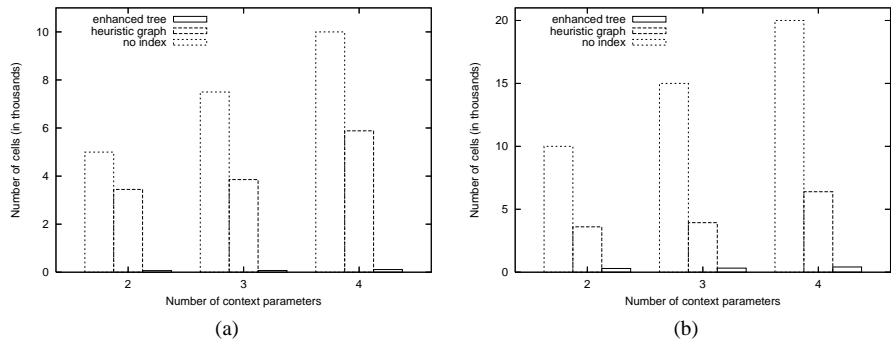 enhanced tree
heuristic graph
no index
Number of cells (in thousands)
10
8
6
4
2
0
2
3
4
Number of context parameters
(a)
enhanced tree
heuristic graph
no index
Number of cells (in thousands)
20
15
10
5
0
2
3
4
Number of context parameters
(b)